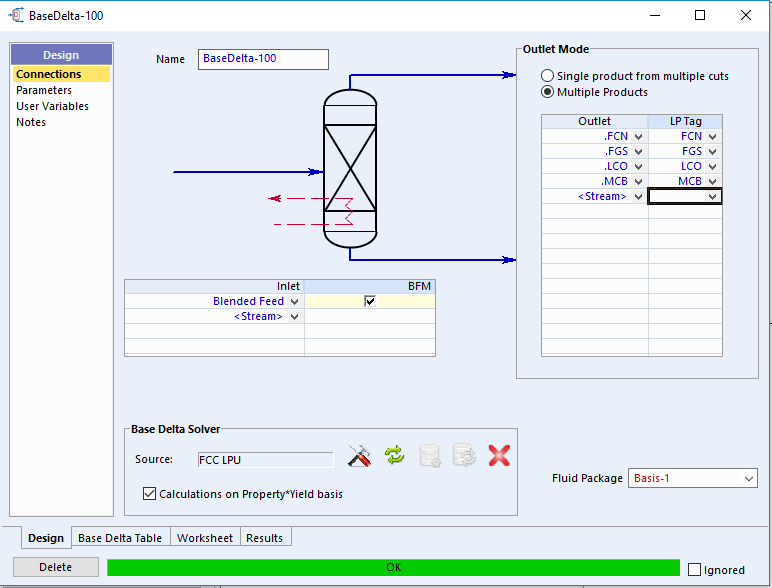 BaseDelta-100
Design
Connections
Parameters
User Variables
Notes
Name BaseDelta-100
Outlet Mode
Single product from multiple cuts
Multiple Products
Outlet LP Tag
.FCN FCN
.FGS FGS
.LCO LCO
.MCB MCB
<Stream>
Inlet BFM
Blended Feed
<Stream>
Base Delta Solver
Source: FCC LPU
Calculations on Property*Yield basis
Fluid Package Basis-1
Design Base Delta Table Worksheet Results
Delete OK Ignored